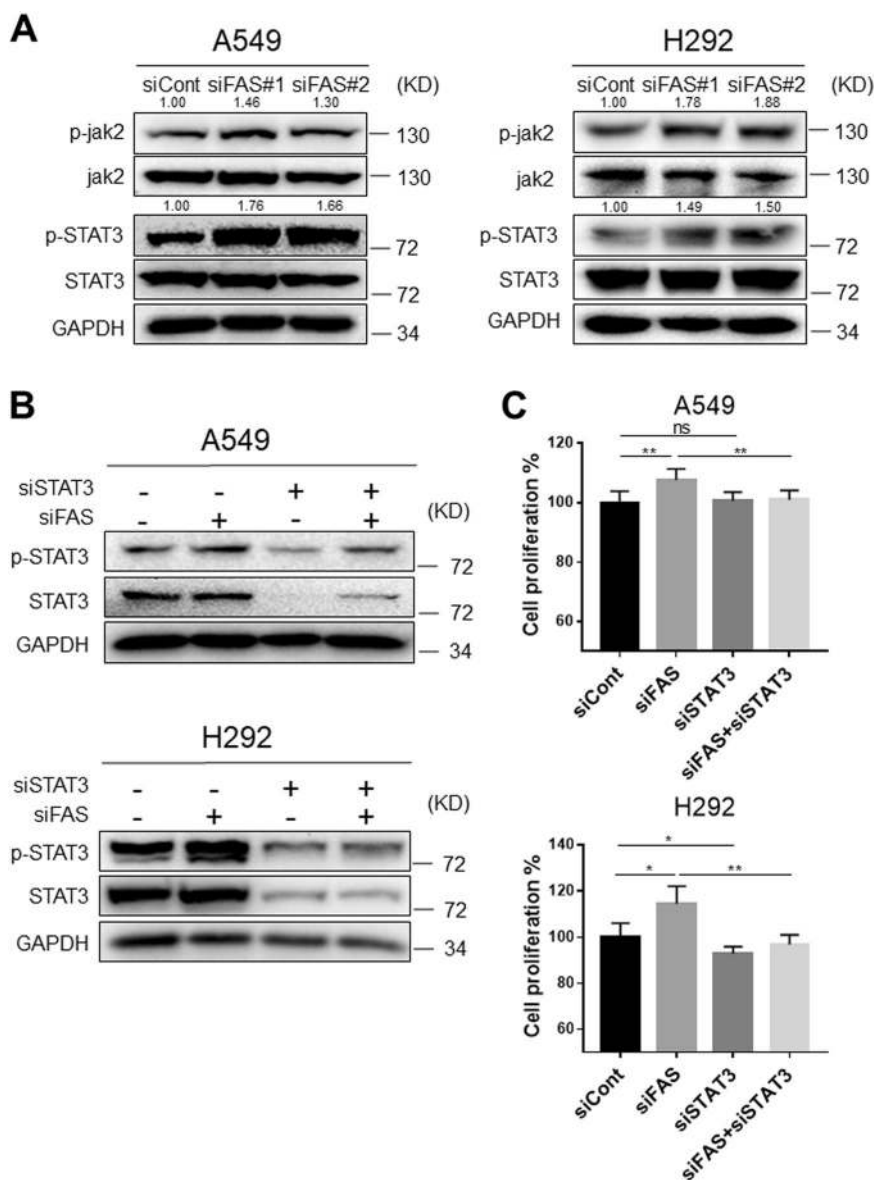 A
A549
siCont siFAS#1 siFAS#2 (KD)
1.00 1.46 1.30
p-jak2 130
jak2 130
1.00 1.76 1.66
p-STAT3 72
STAT3 72
GAPDH 34
H292
siCont siFAS#1 siFAS#2 (KD)
1.00 1.78 1.88
p-jak2 130
jak2 130
1.00 1.49 1.50
p-STAT3 72
STAT3 72
GAPDH 34
B
A549
siSTAT3 - - + +
siFAS - + - + (KD)
p-STAT3 72
STAT3 72
GAPDH 34
H292
siSTAT3 - - + +
siFAS - + - + (KD)
p-STAT3 72
STAT3 72
GAPDH 34
C
A549
Cell proliferation %
120
100
80
60
ns
** **
siCont siFAS siSTAT3 siFAS+siSTAT3
H292
Cell proliferation %
140
120
100
80
60
*
* **
siCont siFAS siSTAT3 siFAS+siSTAT3